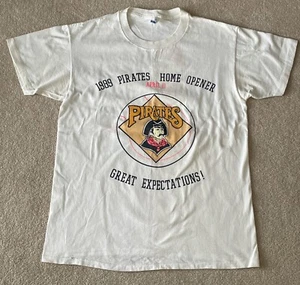 1989 PIRATES HOME OPENER
PIRATES
GREAT EXPECTATIONS!